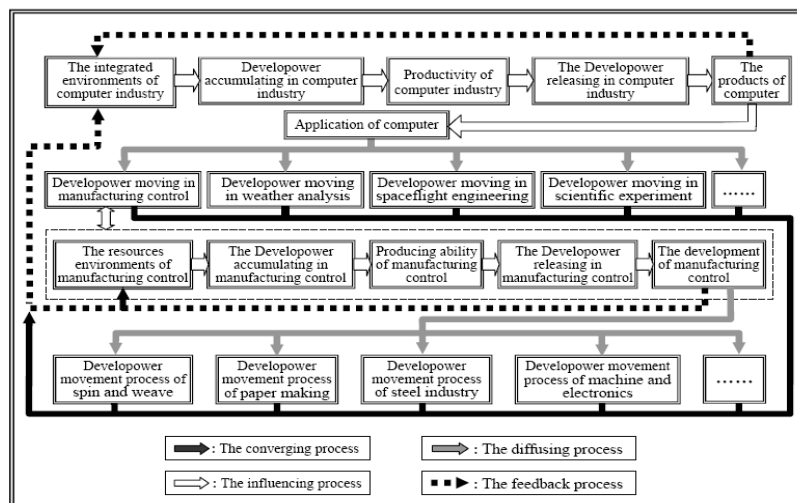 The integrated
environments of
computer industry
Developower
accumulating in computer
industry
Productivity of
computer industry
The Developower
releasing in computer
industry
The
products of
computer
Application of computer
Developower moving in
manufacturing control
Developower moving
in weather analysis
Developower moving in
spaceflight engineering
Developower moving in
scientific experiment
......
The resources
environments of
manufacturing control
The Developower
accumulating in
manufacturing control
Producing ability
of manufacturing
control
The Developower
releasing in
manufacturing control
The development
of manufacturing
control
Developower
movement process of
spin and weave
Developower
movement process
of paper making
Developower
movement process of
steel industry
Developower movement
process of machine and
electronics
......
: The converging process
: The diffusing process
: The influencing process
: The feedback process